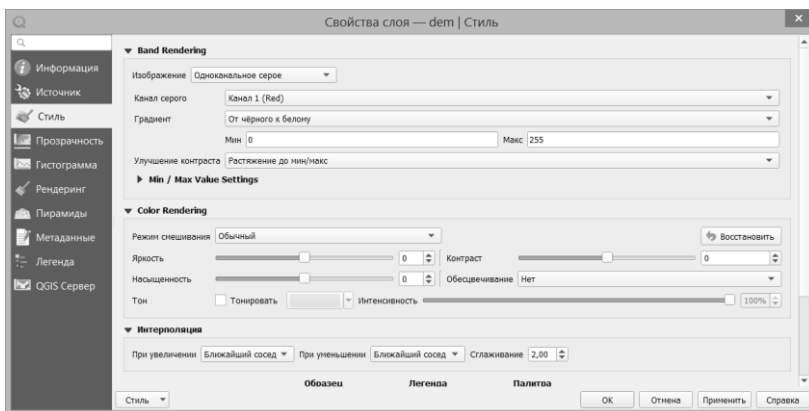 Свойства слоя — dem | Стиль
Информация
Источник
Стиль
Прозрачность
Гистограмма
Рендеринг
Пирамиды
Метаданные
Легенда
QGIS Сервер
Band Rendering
Изображение Одноканальное серое
Канал серого Канал 1 (Red)
Градиент От чёрного к белому
Мин 0 Макс 255
Улучшение контраста Растяжение до мин/макс
Min / Max Value Settings
Color Rendering
Режим смешивания Обычный Восстановить
Яркость 0 Контраст 0
Насыщенность 0 Обесцвечивание Нет
Тон Тонировать Интенсивность 100%
Интерполяция
При увеличении Ближайший сосед При уменьшении Ближайший сосед Сглаживание 2,00
Образец Легенда Палитра
Стиль OK Отмена Применить Справка